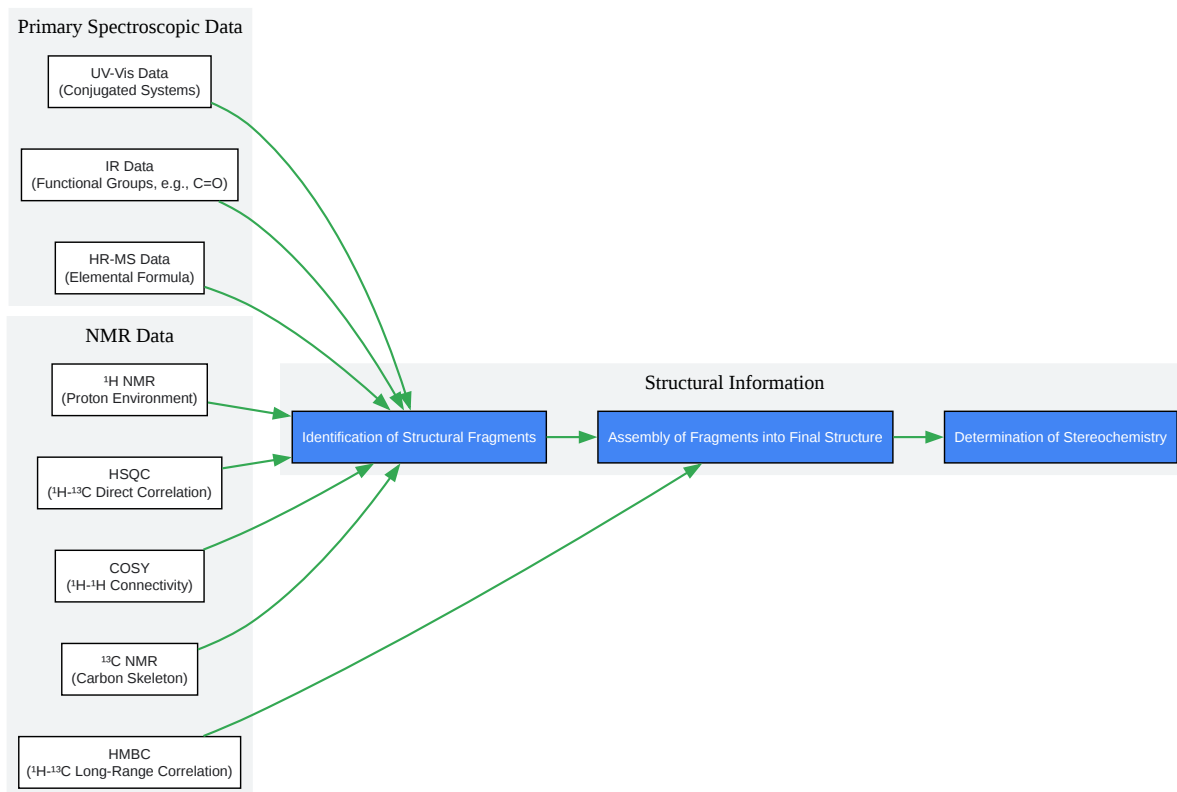 Primary Spectroscopic Data
UV-Vis Data
(Conjugated Systems)
IR Data
(Functional Groups, e.g., C=O)
HR-MS Data
(Elemental Formula)
NMR Data
¹H NMR
(Proton Environment)
HSQC
(¹H-¹³C Direct Correlation)
COSY
(¹H-¹H Connectivity)
¹³C NMR
(Carbon Skeleton)
HMBC
(¹H-¹³C Long-Range Correlation)
Structural Information
Identification of Structural Fragments
Assembly of Fragments into Final Structure
Determination of Stereochemistry